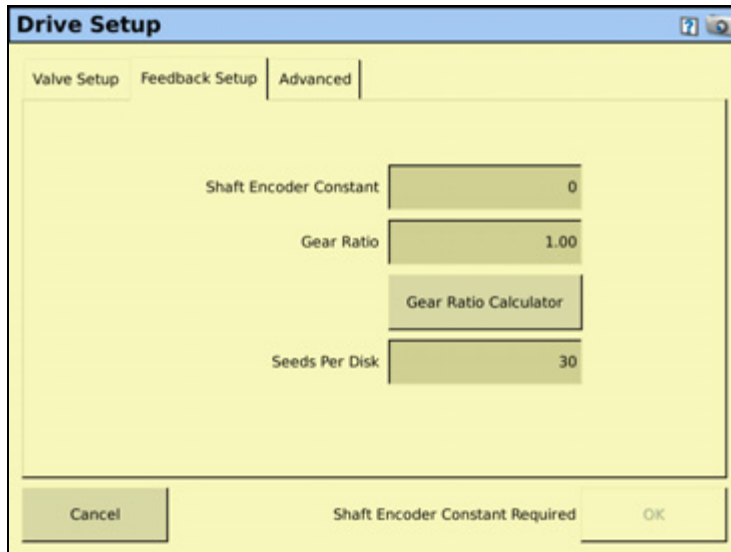 Drive Setup
Valve Setup Feedback Setup Advanced
Shaft Encoder Constant 0
Gear Ratio 1.00
Gear Ratio Calculator
Seeds Per Disk 30
Cancel Shaft Encoder Constant Required OK